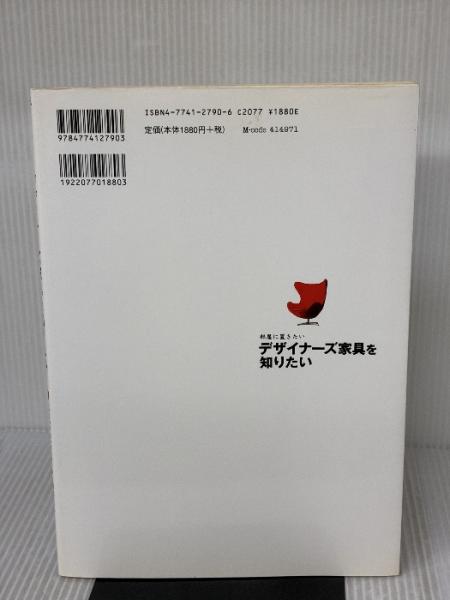 ISBN4-7741-2790-6 C2077 ¥1880E
定価(本体1880円+税)
M-code 414971
9784774127903
1922077018803
部屋に置きたい
デザイナーズ家具を
知りたい